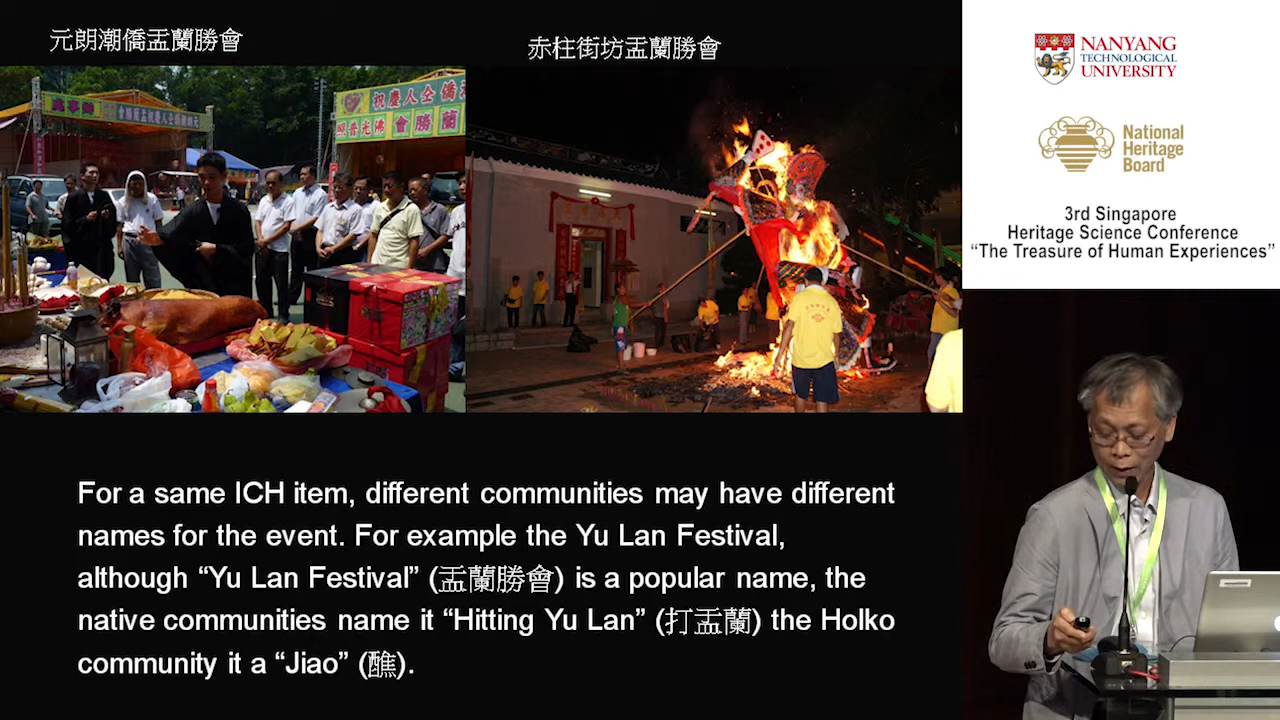 元朗潮僑盂蘭勝會
赤柱街坊盂蘭勝會
NANYANG
TECHNOLOGICAL
UNIVERSITY
National
Heritage
Board
3rd Singapore
Heritage Science Conference
“The Treasure of Human Experiences”
For a same ICH item, different communities may have different
names for the event. For example the Yu Lan Festival,
although “Yu Lan Festival” (盂蘭勝會) is a popular name, the
native communities name it “Hitting Yu Lan” (打盂蘭) the Holko
community it a “Jiao” (醮).